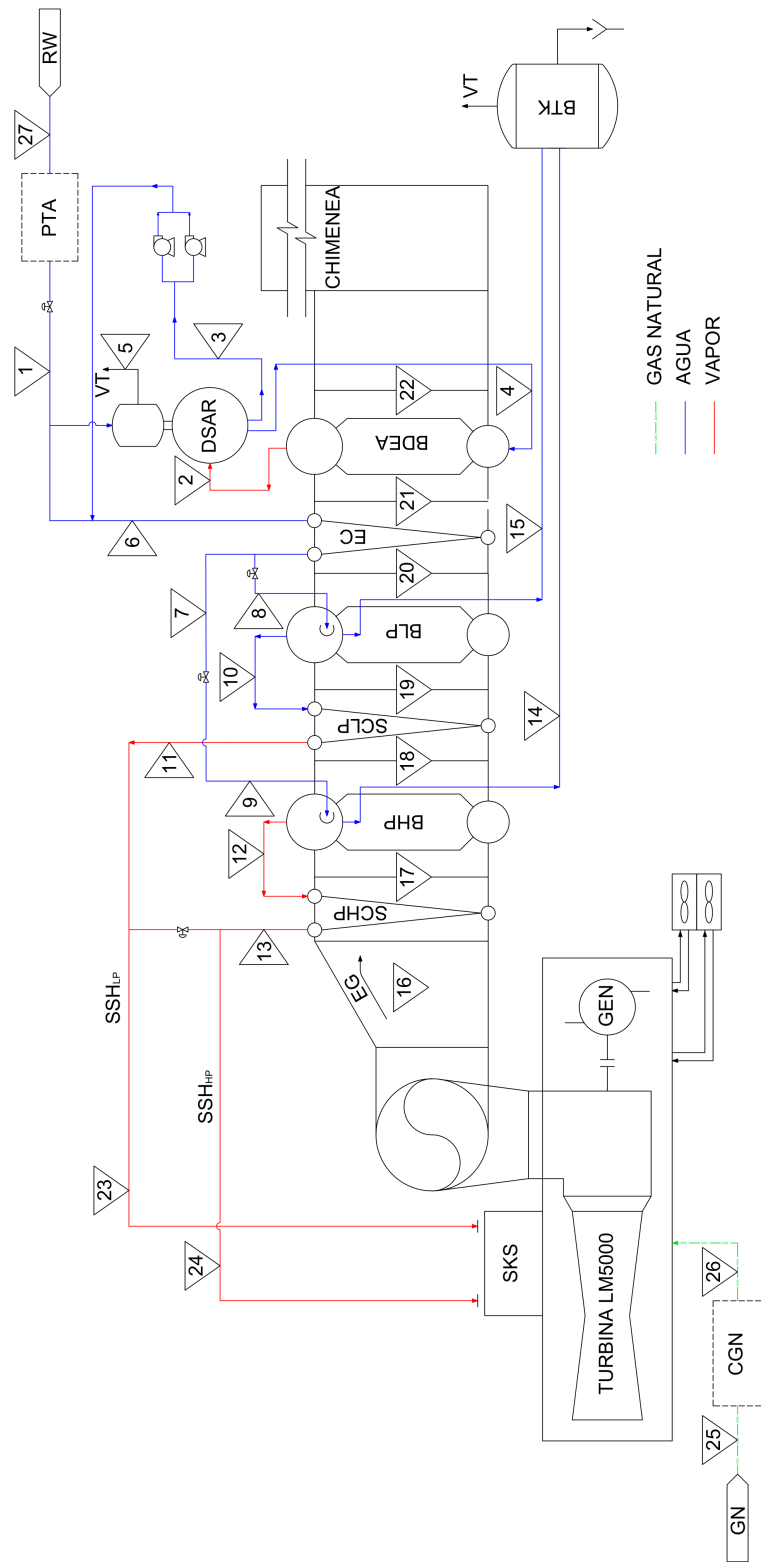 RW
27
PTA
1
VT
5
3
DSAR
2
6
7
8
10
11
9
12
13
SSHLP
SSHHP
23
24
CHIMENEA
22
4
BDEA
21
EC
20
15
BLP
19
SCLP
18
14
BHP
17
SCHP
EG
16
VT
BTK
GEN
SKS
TURBINA LM5000
26
CGN
25
GN
GAS NATURAL
AGUA
VAPOR